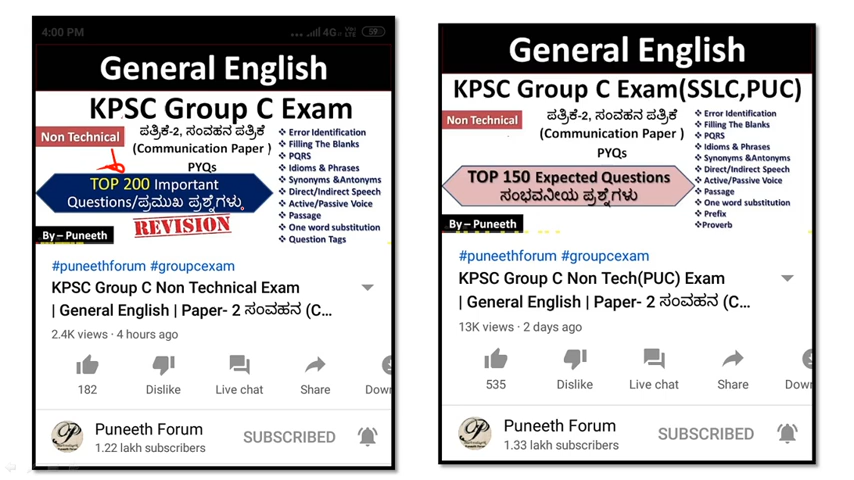 4:00 PM
4G
VoLTE
59
General English
KPSC Group C Exam
Non Technical
ಪತ್ರಿಕೆ-2, ಸಂವಹನ ಪತ್ರಿಕೆ
(Communication Paper )
PYQs
TOP 200 Important
Questions/ಪ್ರಮುಖ ಪ್ರಶ್ನೆಗಳು
REVISION
By – Puneeth
Error Identification
Filling The Blanks
PQRS
Idioms & Phrases
Synonyms &Antonyms
Direct/Indirect Speech
Active/Passive Voice
Passage
One word substitution
Question Tags
#puneethforum #groupcexam
KPSC Group C Non Technical Exam
| General English | Paper- 2 ಸಂವಹನ (C...
2.4K views · 4 hours ago
182
Dislike
Live chat
Share
Down
Puneeth Forum
1.22 lakh subscribers
SUBSCRIBED
General English
KPSC Group C Exam(SSLC,PUC)
Non Technical
ಪತ್ರಿಕೆ-2, ಸಂವಹನ ಪತ್ರಿಕೆ
(Communication Paper )
PYQs
TOP 150 Expected Questions
ಸಂಭವನೀಯ ಪ್ರಶ್ನೆಗಳು
By – Puneeth
Error Identification
Filling The Blanks
PQRS
Idioms & Phrases
Synonyms &Antonyms
Direct/Indirect Speech
Active/Passive Voice
Passage
One word substitution
Prefix
Proverb
#puneethforum #groupcexam
KPSC Group C Non Tech(PUC) Exam
| General English | Paper- 2 ಸಂವಹನ (C...
13K views · 2 days ago
535
Dislike
Live chat
Share
Down
Puneeth Forum
1.33 lakh subscribers
SUBSCRIBED